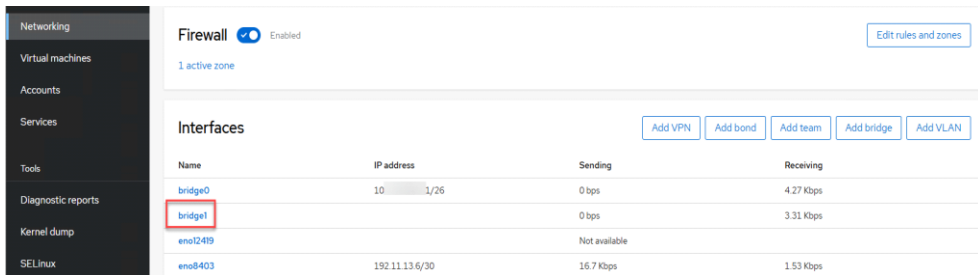 Networking
Virtual machines
Accounts
Services
Tools
Diagnostic reports
Kernel dump
SELinux
Firewall Enabled Edit rules and zones
1 active zone
Interfaces Add VPN Add bond Add team Add bridge Add VLAN
Name IP address Sending Receiving
bridge0 10 1/26 0 bps 4.27 Kbps
bridge1 0 bps 3.31 Kbps
eno12419 Not available
eno8403 192.11.13.6/30 16.7 Kbps 1.53 Kbps